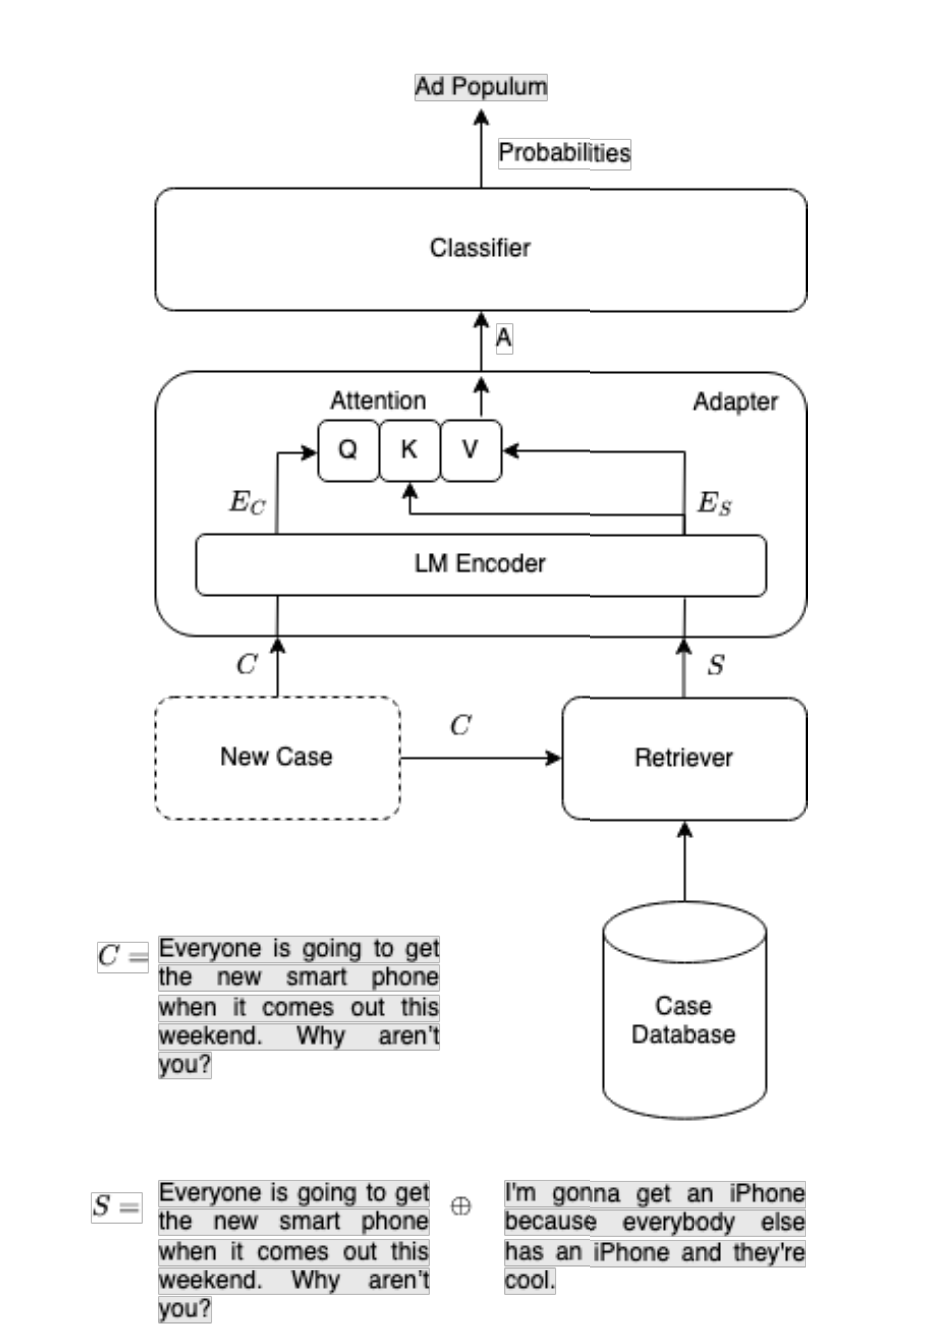 Ad Populum
Probabilities
Classifier
A
Attention
Adapter
Q K V
E_C
E_S
LM Encoder
C
S
New Case
C
Retriever
Case
Database
C =
Everyone is going to get
the new smart phone
when it comes out this
weekend. Why aren't
you?
S =
Everyone is going to get
the new smart phone
when it comes out this
weekend. Why aren't
you?
⊕
I'm gonna get an iPhone
because everybody else
has an iPhone and they're
cool.